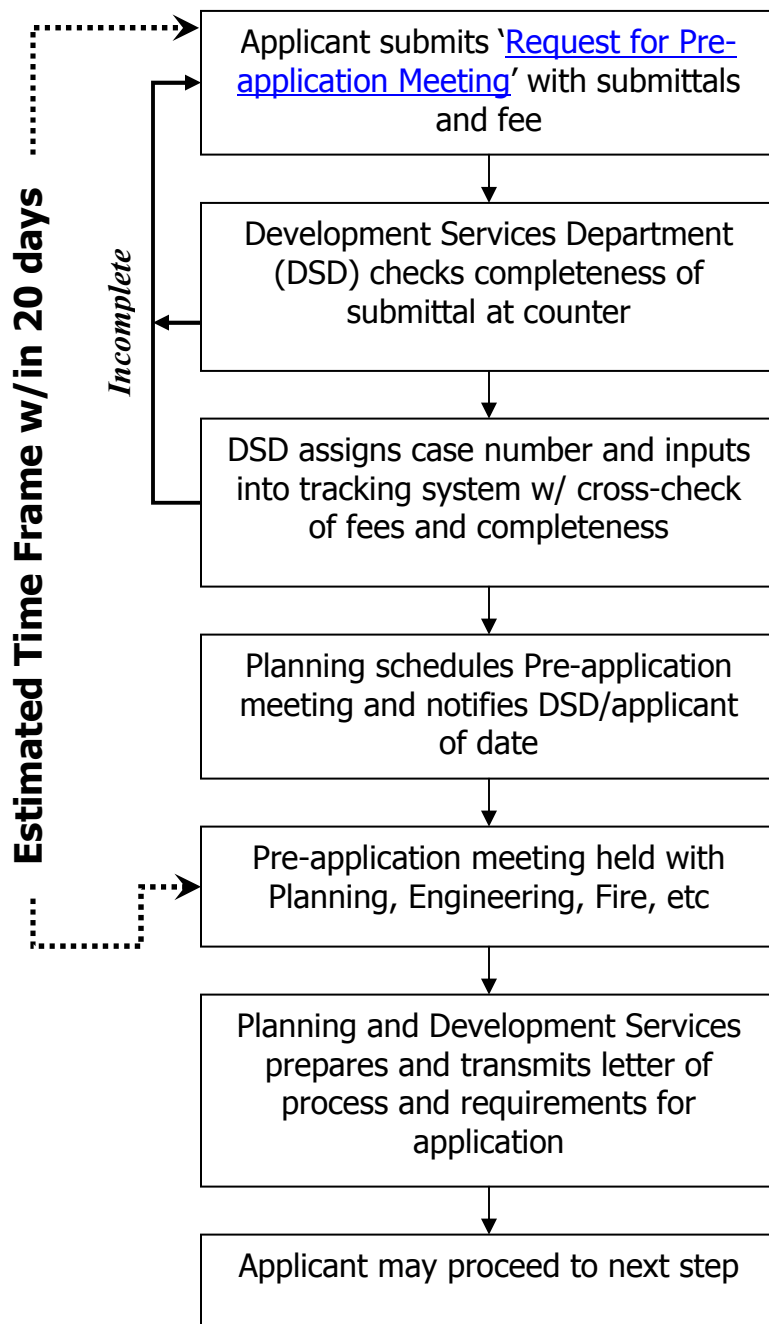 Applicant submits ‘Request for Pre-
application Meeting’ with submittals
and fee
Development Services Department
(DSD) checks completeness of
submittal at counter
Incomplete
DSD assigns case number and inputs
into tracking system w/ cross-check
of fees and completeness
Estimated Time Frame w/in 20 days
Planning schedules Pre-application
meeting and notifies DSD/applicant
of date
Pre-application meeting held with
Planning, Engineering, Fire, etc
Planning and Development Services
prepares and transmits letter of
process and requirements for
application
Applicant may proceed to next step